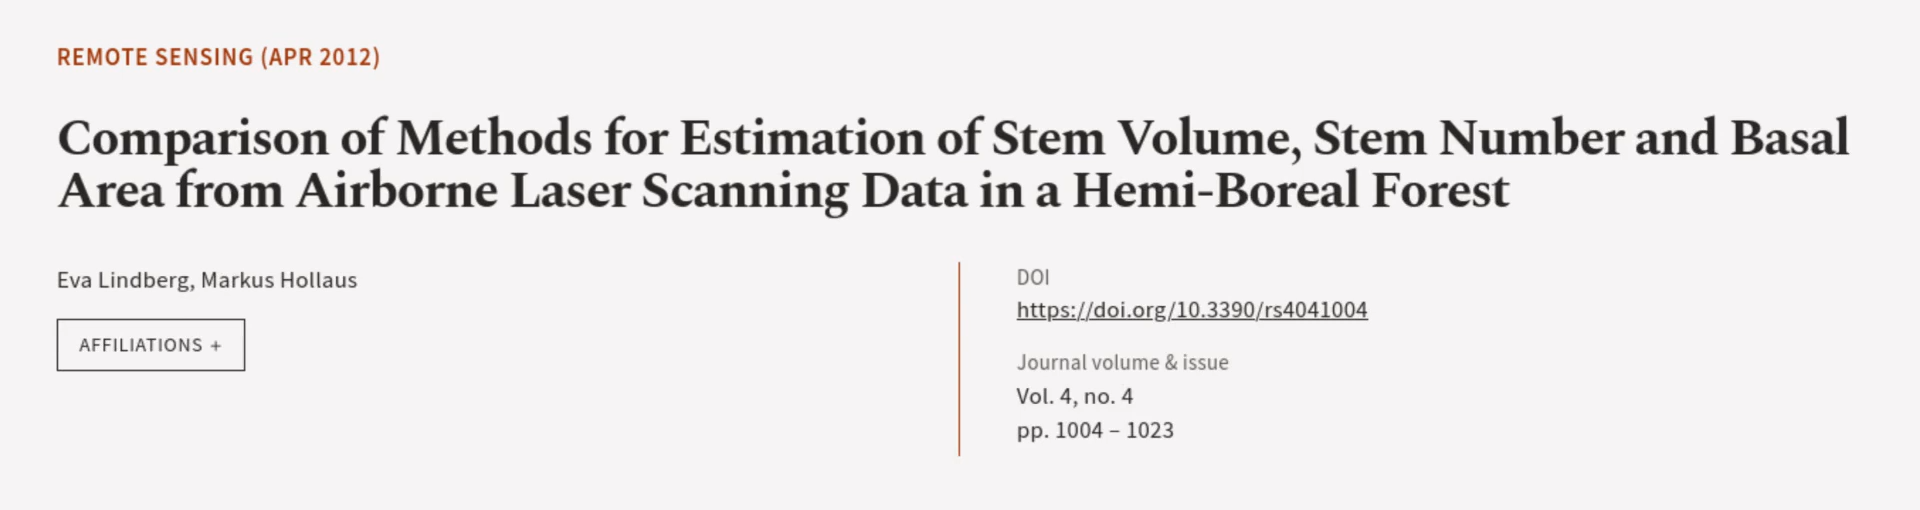 REMOTE SENSING (APR 2012)
Comparison of Methods for Estimation of Stem Volume, Stem Number and Basal
Area from Airborne Laser Scanning Data in a Hemi-Boreal Forest
Eva Lindberg, Markus Hollaus
AFFILIATIONS +
DOI
https://doi.org/10.3390/rs4041004
Journal volume & issue
Vol. 4, no. 4
pp. 1004 – 1023